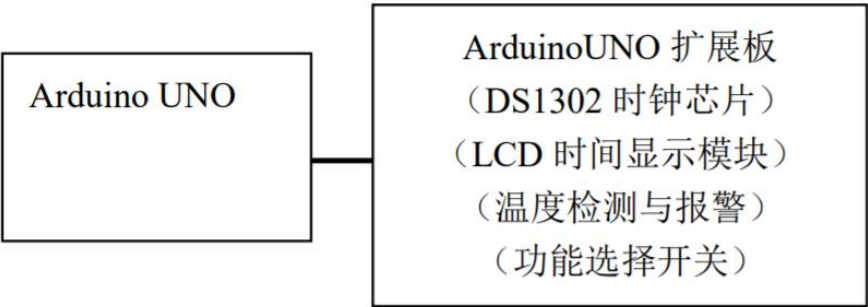 Arduino UNO
ArduinoUNO 扩展板
（DS1302 时钟芯片）
（LCD 时间显示模块）
（温度检测与报警）
（功能选择开关）